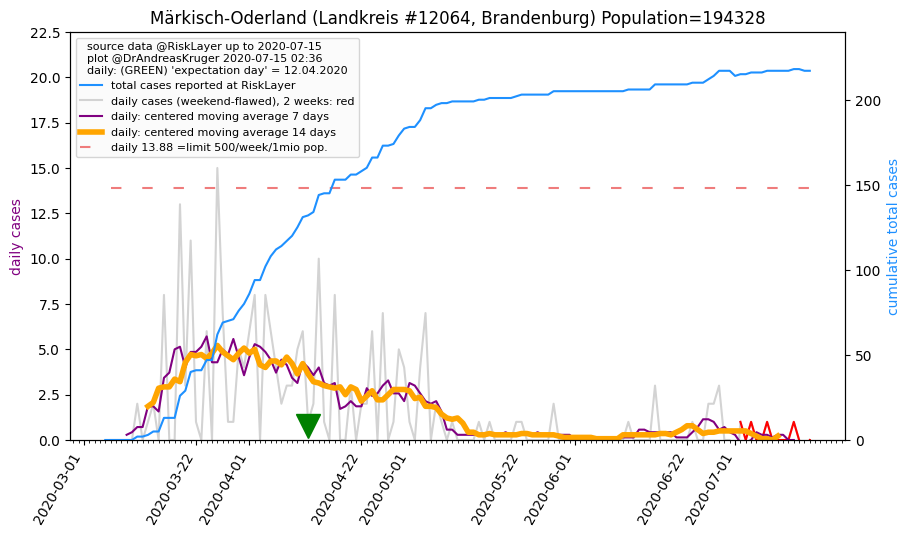 Märkisch-Oderland (Landkreis #12064, Brandenburg) Population=194328
source data @RiskLayer up to 2020-07-15
plot @DrAndreasKruger 2020-07-15 02:36
daily: (GREEN) 'expectation day' = 12.04.2020
total cases reported at RiskLayer
daily cases (weekend-flawed), 2 weeks: red
daily: centered moving average 7 days
daily: centered moving average 14 days
daily 13.88 =limit 500/week/1mio pop.
daily cases
22.5
20.0
17.5
15.0
12.5
10.0
7.5
5.0
2.5
0.0
200
150
100
50
0
cumulative total cases
2020-03-01
2020-03-22
2020-04-01
2020-04-22
2020-05-01
2020-05-22
2020-06-01
2020-06-22
2020-07-01